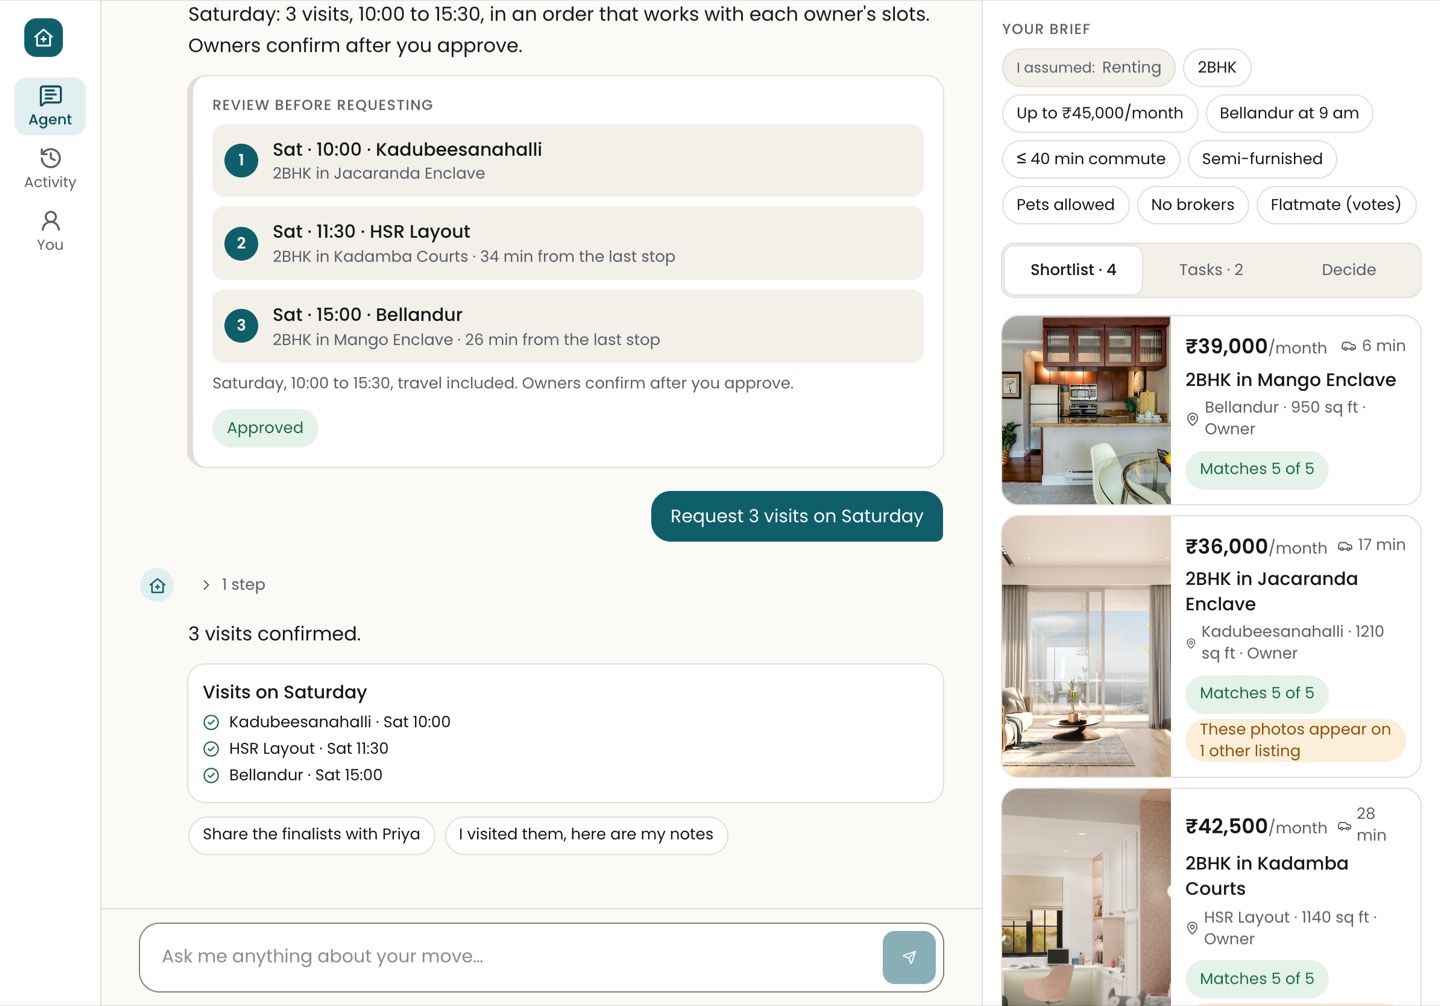 Agent
Activity
You
Saturday: 3 visits, 10:00 to 15:30, in an order that works with each owner's slots.
Owners confirm after you approve.
REVIEW BEFORE REQUESTING
1
Sat · 10:00 · Kadubeesanahalli
2BHK in Jacaranda Enclave
2
Sat · 11:30 · HSR Layout
2BHK in Kadamba Courts · 34 min from the last stop
3
Sat · 15:00 · Bellandur
2BHK in Mango Enclave · 26 min from the last stop
Saturday, 10:00 to 15:30, travel included. Owners confirm after you approve.
Approved
Request 3 visits on Saturday
1 step
3 visits confirmed.
Visits on Saturday
Kadubeesanahalli · Sat 10:00
HSR Layout · Sat 11:30
Bellandur · Sat 15:00
Share the finalists with Priya
I visited them, here are my notes
Ask me anything about your move...
YOUR BRIEF
I assumed: Renting
2BHK
Up to ₹45,000/month
Bellandur at 9 am
≤ 40 min commute
Semi-furnished
Pets allowed
No brokers
Flatmate (votes)
Shortlist · 4
Tasks · 2
Decide
₹39,000/month
6 min
2BHK in Mango Enclave
Bellandur · 950 sq ft ·
Owner
Matches 5 of 5
₹36,000/month
17 min
2BHK in Jacaranda
Enclave
Kadubeesanahalli · 1210
sq ft · Owner
Matches 5 of 5
These photos appear on
1 other listing
₹42,500/month
28
min
2BHK in Kadamba
Courts
HSR Layout · 1140 sq ft ·
Owner
Matches 5 of 5